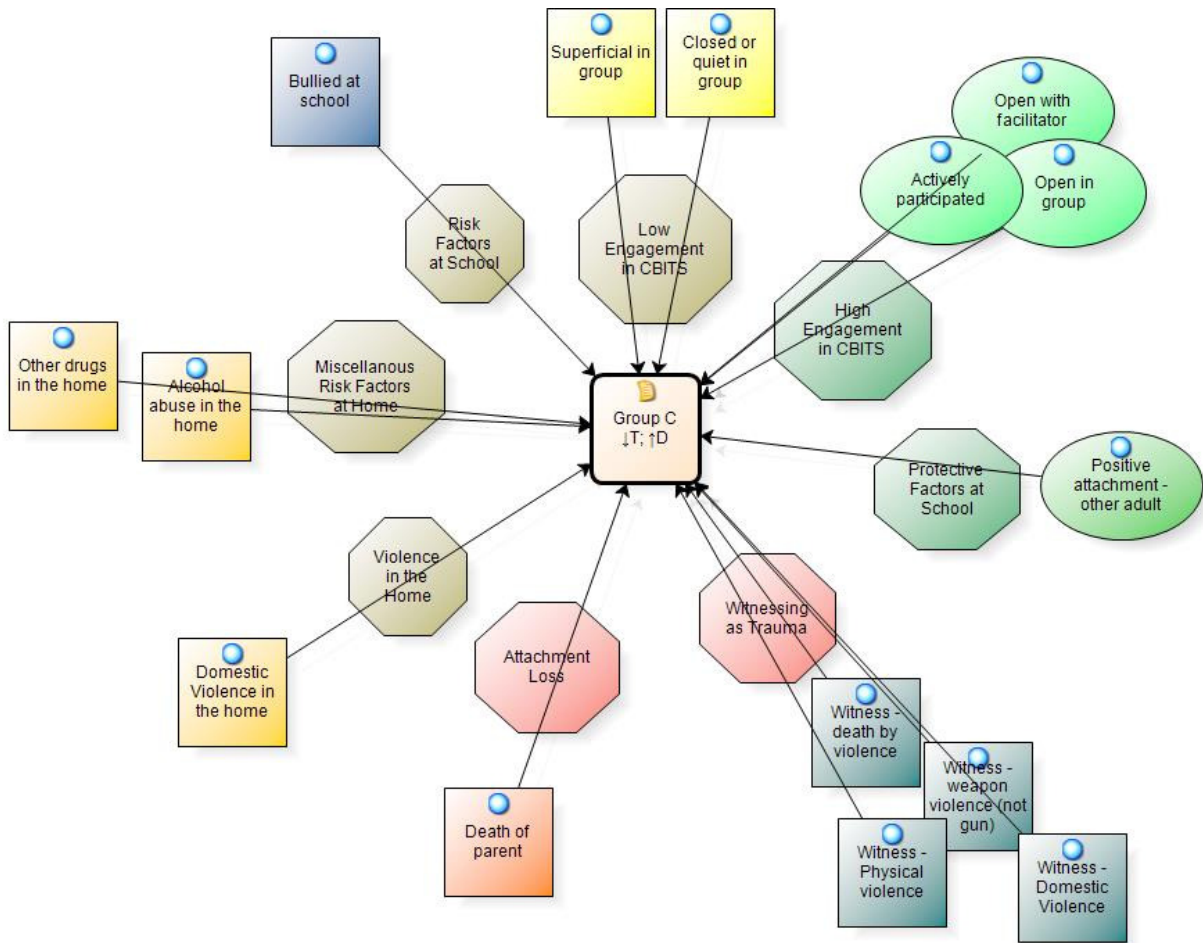 Bullied at
school
Superficial in
group
Closed or
quiet in
group
Open with
facilitator
Actively
participated
Open in
group
Risk
Factors
at School
Low
Engagement
in CBITS
High
Engagement
in CBITS
Other drugs
in the home
Alcohol
abuse in the
home
Miscellanous
Risk Factors
at Home
Group C
↓T; ↑D
Protective
Factors at
School
Positive
attachment -
other adult
Violence
in the
Home
Domestic
Violence in
the home
Attachment
Loss
Witnessing
as Trauma
Death of
parent
Witness -
death by
violence
Witness -
weapon
violence (not
gun)
Witness -
Physical
violence
Witness -
Domestic
Violence